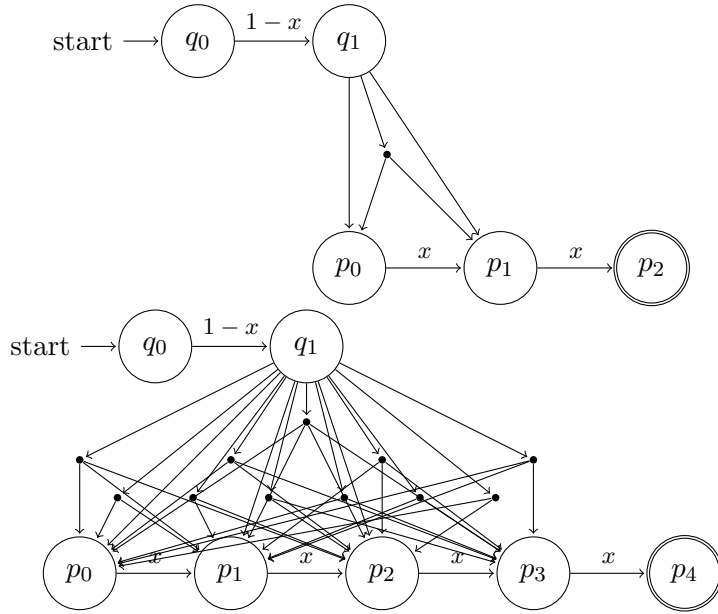 start q₀ 1 − x q₁
p₀ x p₁ x p₂
start q₀ 1 − x q₁
p₀ x p₁ x p₂ x p₃ x p₄